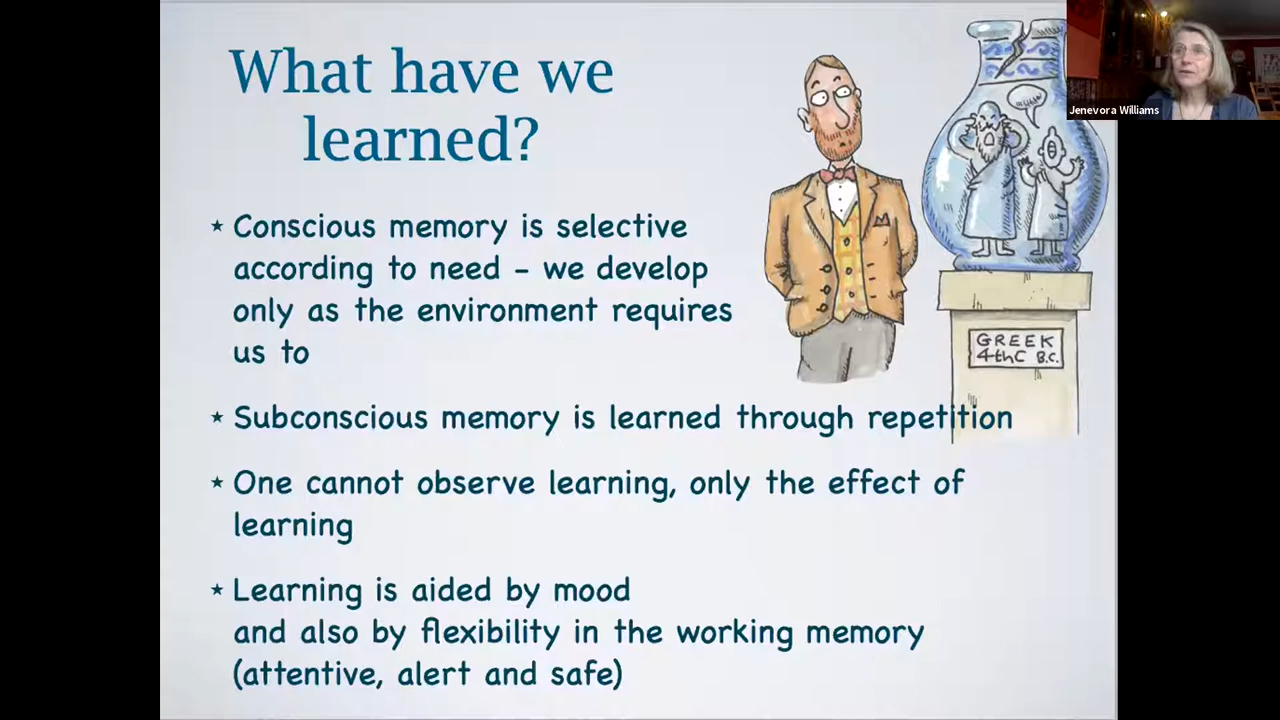 What have we
learned?
Jenevora Williams
GREEK
4thC B.C.
★ Conscious memory is selective
according to need – we develop
only as the environment requires
us to
★ Subconscious memory is learned through repetition
★ One cannot observe learning, only the effect of
learning
★ Learning is aided by mood
and also by flexibility in the working memory
(attentive, alert and safe)